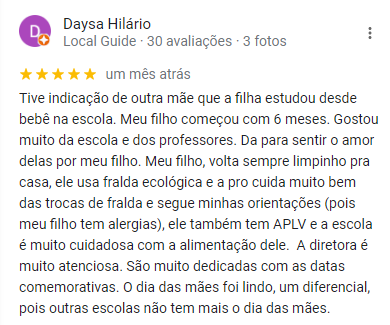 D
Daysa Hilário
Local Guide · 30 avaliações · 3 fotos
um mês atrás
Tive indicação de outra mãe que a filha estudou desde
bebê na escola. Meu filho começou com 6 meses. Gostou
muito da escola e dos professores. Da para sentir o amor
delas por meu filho. Meu filho, volta sempre limpinho pra
casa, ele usa fralda ecológica e a pro cuida muito bem
das trocas de fralda e segue minhas orientações (pois
meu filho tem alergias), ele também tem APLV e a escola
é muito cuidadosa com a alimentação dele.  A diretora é
muito atenciosa. São muito dedicadas com as datas
comemorativas. O dia das mães foi lindo, um diferencial,
pois outras escolas não tem mais o dia das mães.